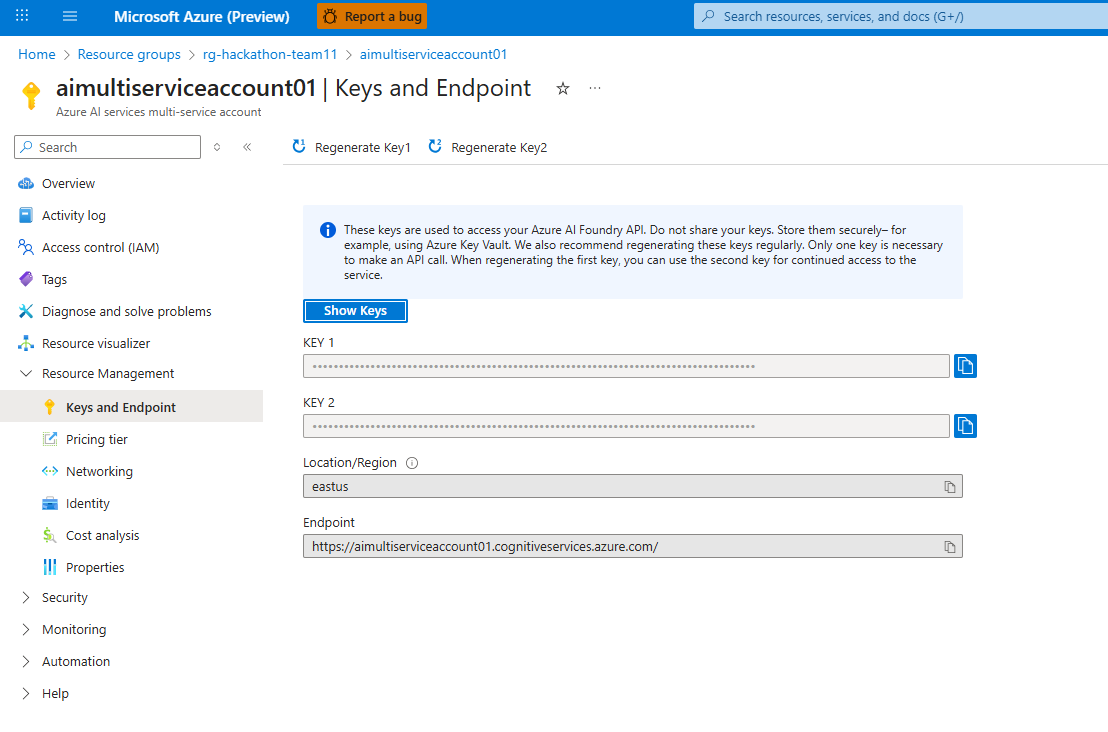 Microsoft Azure (Preview)
Report a bug
Search resources, services, and docs (G+/)
Home > Resource groups > rg-hackathon-team11 > aimultiserviceaccount01
aimultiserviceaccount01 | Keys and Endpoint
Azure AI services multi-service account
Search
Regenerate Key1
Regenerate Key2
Overview
Activity log
Access control (IAM)
Tags
Diagnose and solve problems
Resource visualizer
Resource Management
Keys and Endpoint
Pricing tier
Networking
Identity
Cost analysis
Properties
Security
Monitoring
Automation
Help
These keys are used to access your Azure AI Foundry API. Do not share your keys. Store them securely– for
example, using Azure Key Vault. We also recommend regenerating these keys regularly. Only one key is necessary
to make an API call. When regenerating the first key, you can use the second key for continued access to the
service.
Show Keys
KEY 1
KEY 2
Location/Region
eastus
Endpoint
https://aimultiserviceaccount01.cognitiveservices.azure.com/